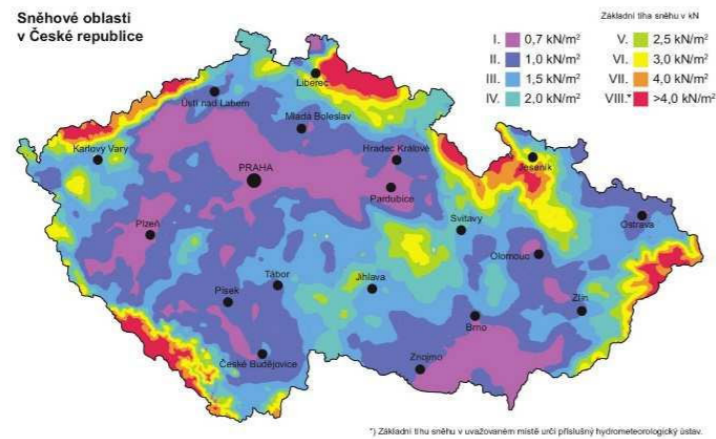 Sněhové oblasti
v České republice
Základní tíha sněhu v kN
I. 0,7 kN/m²
II. 1,0 kN/m²
III. 1,5 kN/m²
IV. 2,0 kN/m²
V. 2,5 kN/m²
VI. 3,0 kN/m²
VII. 4,0 kN/m²
VIII.* >4,0 kN/m²
Liberec
Ústí nad Labem
Mladá Boleslav
Karlovy Vary
Hradec Králové
Jeseník
PRAHA
Pardubice
Plzeň
Svitavy
Ostrava
Olomouc
Tábor
Jihlava
Písek
Zlín
Brno
České Budějovice
Znojmo
*) Základní tíhu sněhu v uvažovaném místě určí příslušný hydrometeorologický ústav.